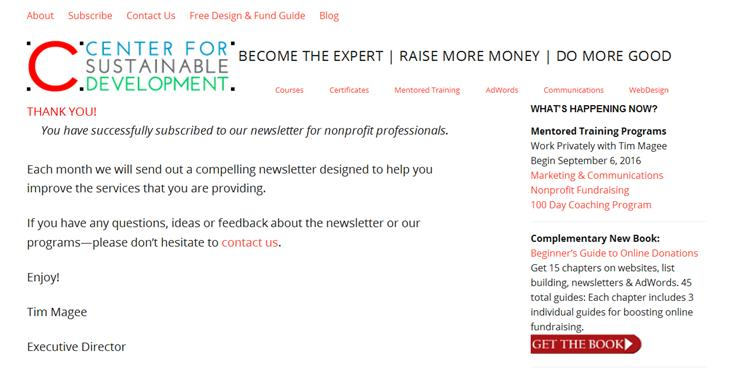 About Subscribe Contact Us Free Design & Fund Guide Blog
CENTER FOR
SUSTAINABLE
DEVELOPMENT
BECOME THE EXPERT | RAISE MORE MONEY | DO MORE GOOD
Courses Certificates Mentored Training AdWords Communications WebDesign
THANK YOU!
You have successfully subscribed to our newsletter for nonprofit professionals.
Each month we will send out a compelling newsletter designed to help you
improve the services that you are providing.
If you have any questions, ideas or feedback about the newsletter or our
programs—please don't hesitate to contact us.
Enjoy!
Tim Magee
Executive Director
WHAT'S HAPPENING NOW?
Mentored Training Programs
Work Privately with Tim Magee
Begin September 6, 2016
Marketing & Communications
Nonprofit Fundraising
100 Day Coaching Program
Complementary New Book:
Beginner's Guide to Online Donations
Get 15 chapters on websites, list
building, newsletters & AdWords. 45
total guides: Each chapter includes 3
individual guides for boosting online
fundraising.
GET THE BOOK